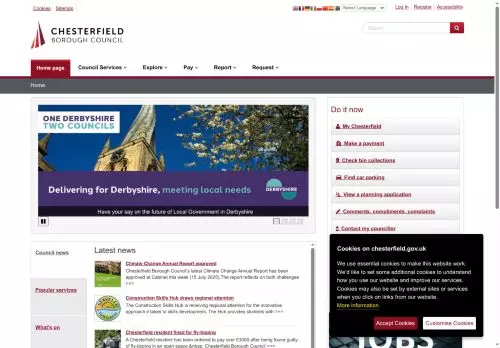 Cookies Sitemap
Select Language
Log In Register Accessibility
CHESTERFIELD
BOROUGH COUNCIL
Search
Home page Council Services Explore Pay Report Request
Home
ONE DERBYSHIRE
TWO COUNCILS
Delivering for Derbyshire, meeting local needs
DERBYSHIRE
Have your say on the future of Local Government in Derbyshire
Do it now
My Chesterfield
Make a payment
Check bin collections
Find car parking
View a planning application
Comments, compliments, complaints
Contact my councillor
Council news
Popular services
What's on
Latest news
Climate Change Annual Report approved
Chesterfield Borough Council's latest Climate Change Annual Report has been
approved at Cabinet this week (15 July 2025).The report reflects on both challenges
>>>
Construction Skills Hub draws regional attention
The Construction Skills Hub is receiving regional attention for the innovative
approach it takes to skills development. The Hub provides students with >>>
Chesterfield resident fined for fly-tipping
A Chesterfield resident has been ordered to pay over £3000 after being found guilty
of fly-tipping in an open space.&nbsp; Chesterfield Borough Council >>>
Cookies on chesterfield.gov.uk
We use essential cookies to make this website work.
We'd like to set some additional cookies to understand
how you use our website and improve our services.
Cookies may also be set by external sites or services
when you click on links from our website.
More information
Accept Cookies Customise Cookies
JOBS